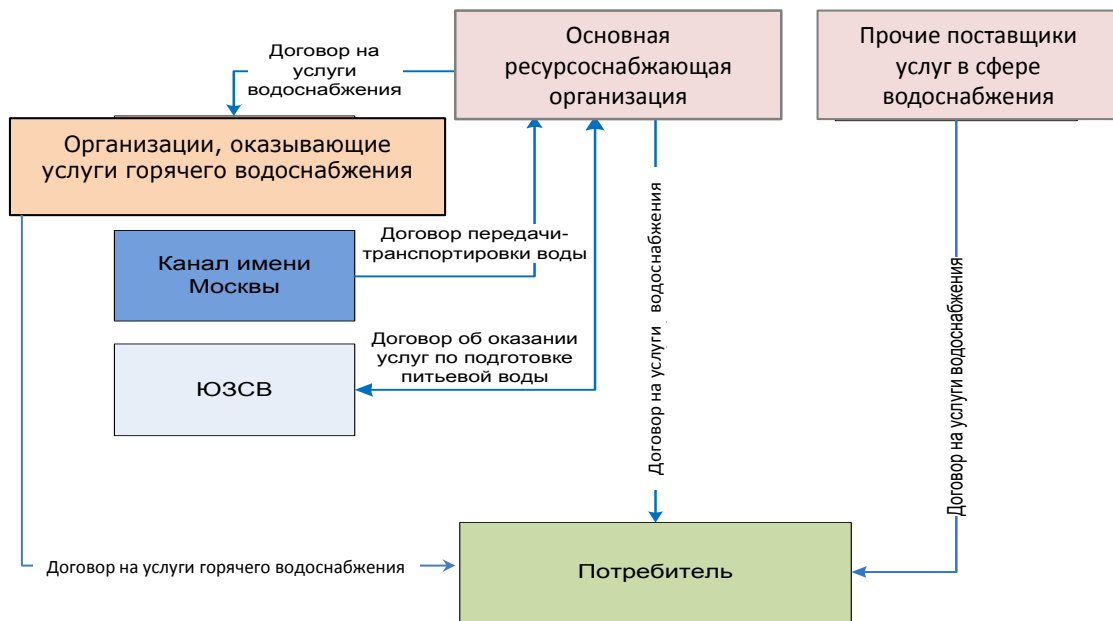 Договор на
услуги
водоснабжения
Основная
ресурсоснабжающая
организация
Прочие поставщики
услуг в сфере
водоснабжения
Организации, оказывающие
услуги горячего водоснабжения
Договор передачи-
транспортировки воды
Канал имени
Москвы
Договор об оказании
услуг по подготовке
питьевой воды
ЮЗСВ
Договор на услуги водоснабжения
Договор на услуги водоснабжения
Договор на услуги горячего водоснабжения
Потребитель